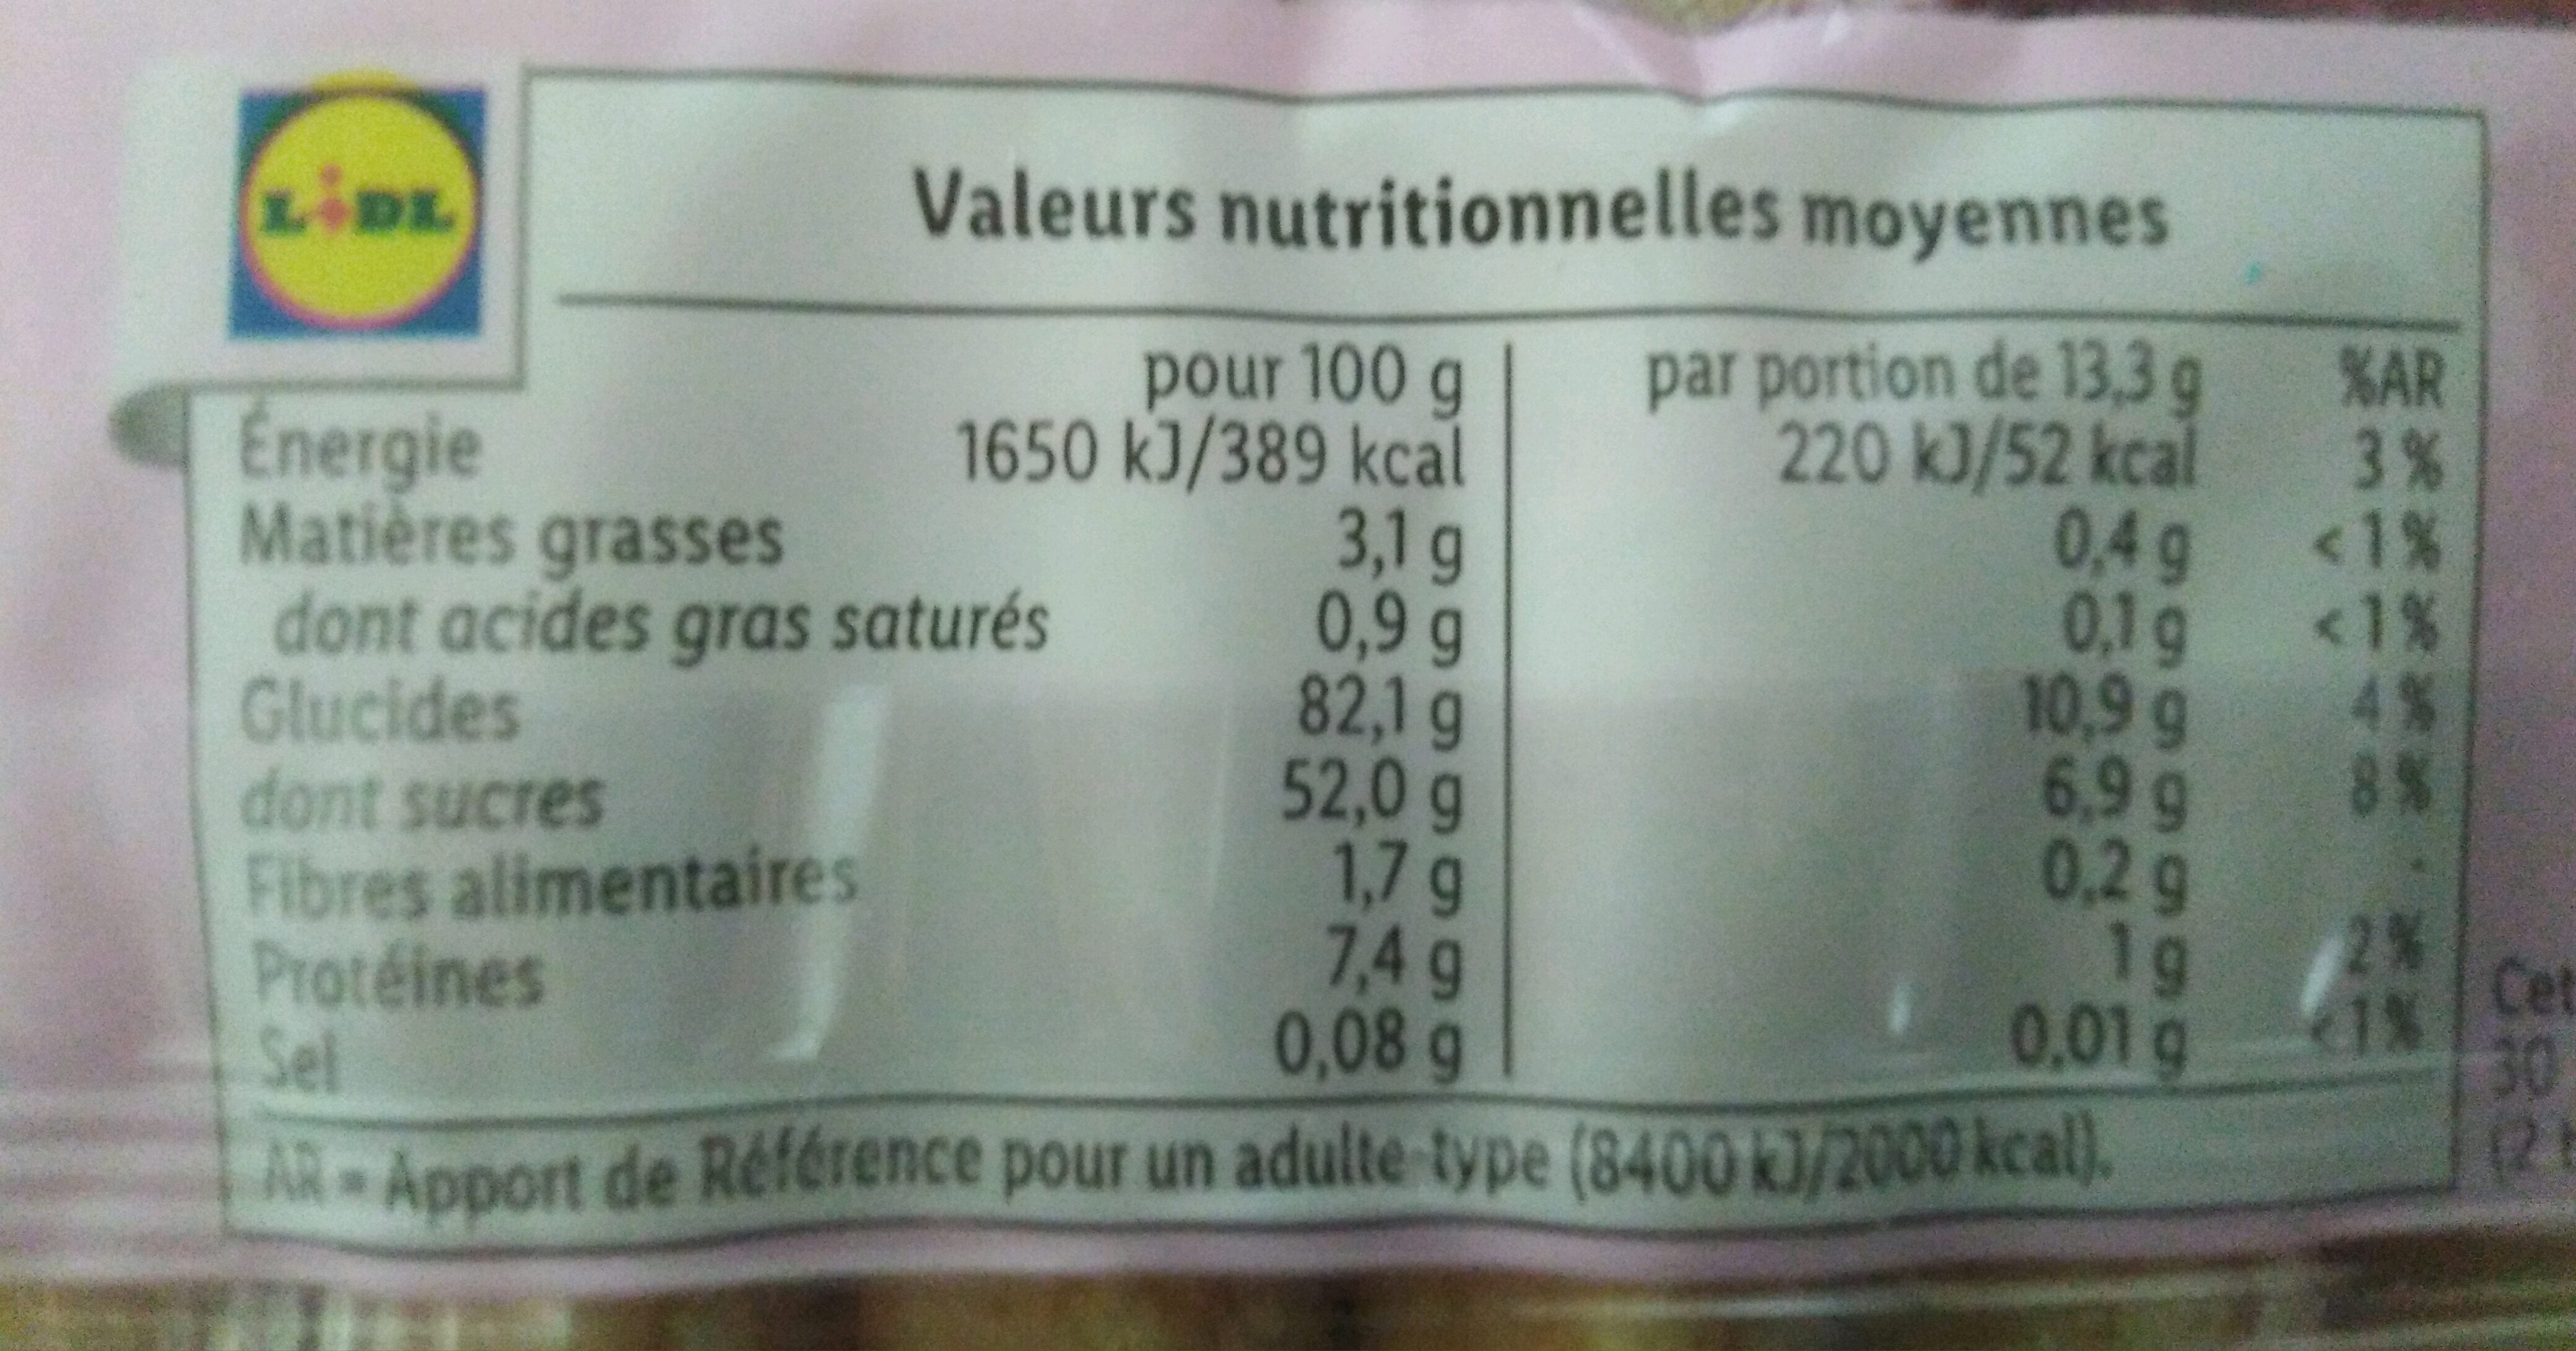 LIDL
Valeurs nutritionnelles moyennes
pour 100 g par portion de 13,3 g %AR
Énergie 1650 kJ/389 kcal 220 kJ/52 kcal 3 %
Matières grasses 3,1 g 0,4 g < 1 %
dont acides gras saturés 0,9 g 0,1 g < 1 %
Glucides 82,1 g 10,9 g 4 %
dont sucres 52,0 g 6,9 g 8 %
Fibres alimentaires 1,7 g 0,2 g -
Protéines 7,4 g 1 g 2 %
Sel 0,08 g 0,01 g <1 %
AR = Apport de Référence pour un adulte-type (8400 kJ/2000 kcal).
30